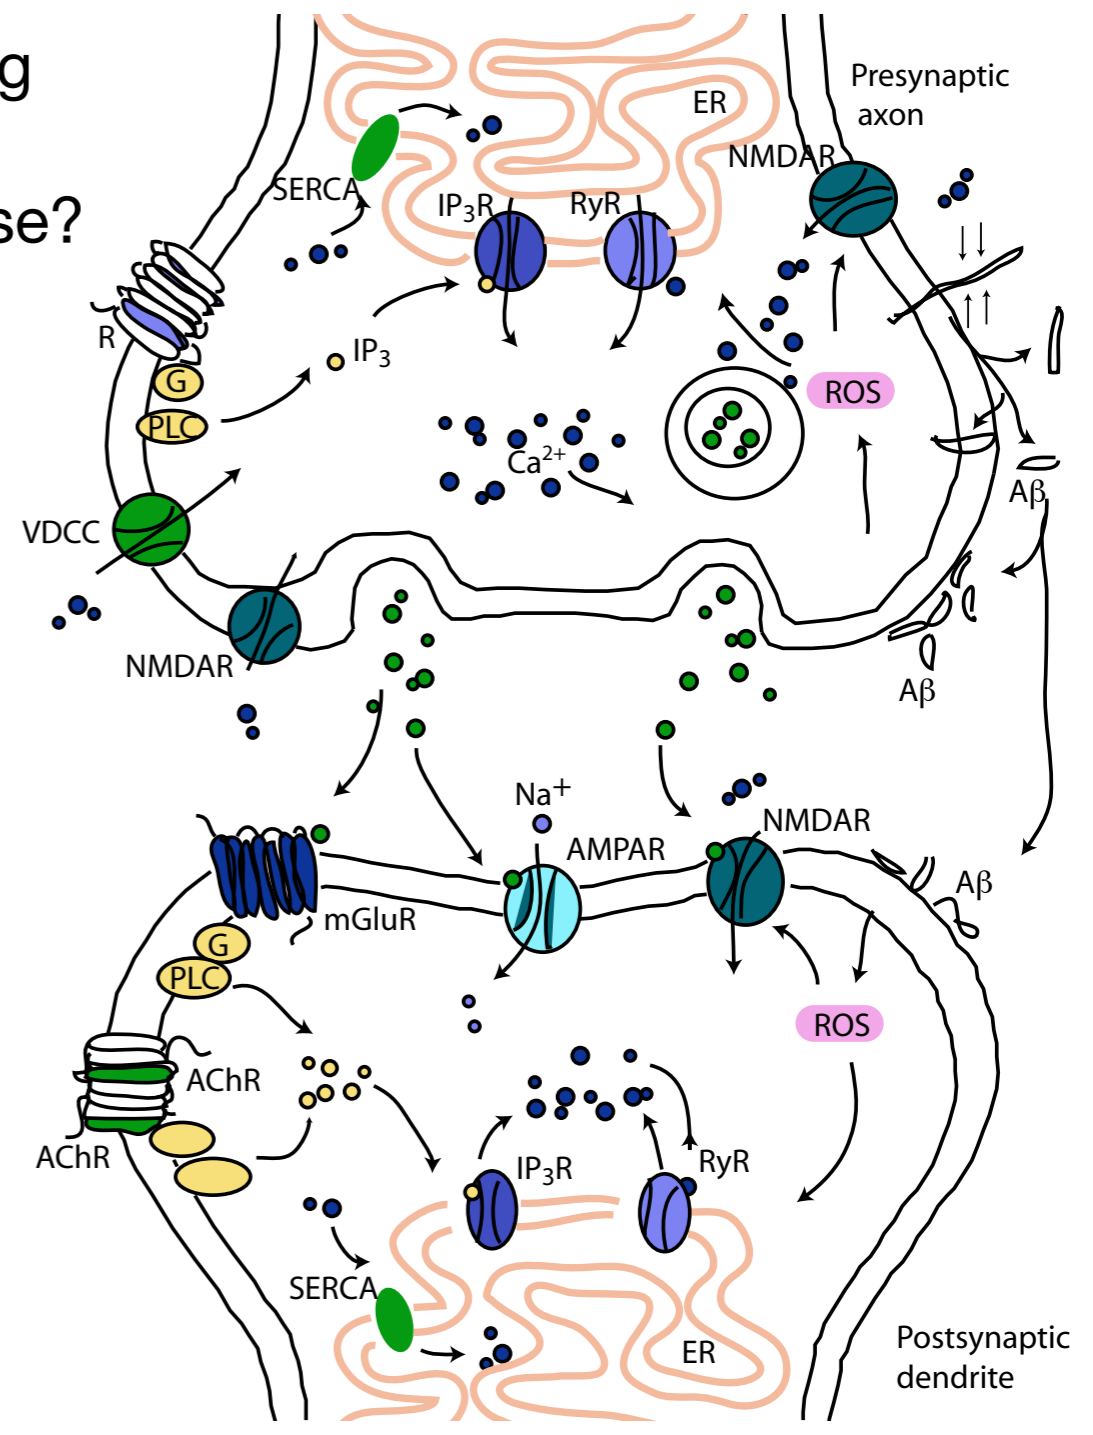 g
se?
Presynaptic
axon
ER
NMDAR
SERCA
IP₃R
RyR
R
IP₃
G
PLC
ROS
Ca²⁺
Aβ
VDCC
NMDAR
Aβ
Na⁺
NMDAR
AMPAR
Aβ
mGluR
G
PLC
ROS
AChR
AChR
IP₃R
RyR
SERCA
ER
Postsynaptic
dendrite